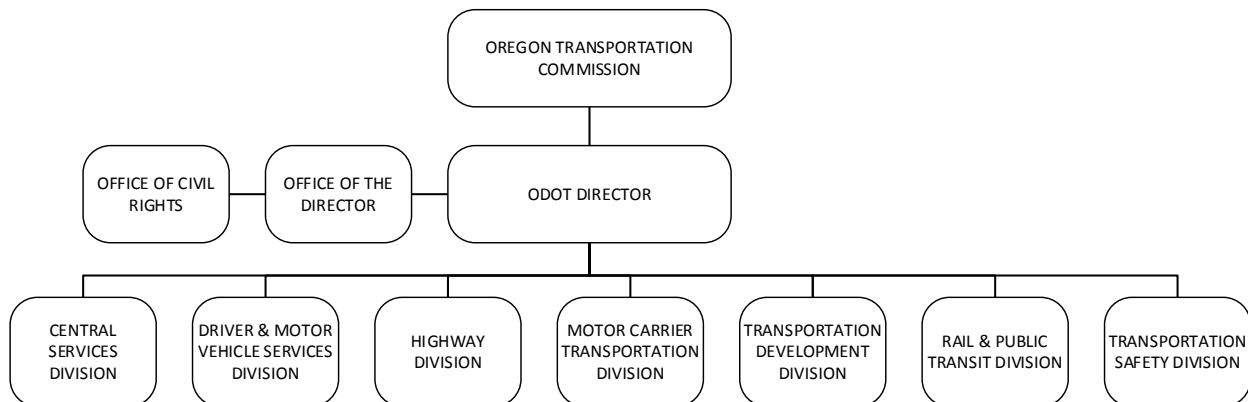 OREGON TRANSPORTATION
COMMISSION
OFFICE OF CIVIL
RIGHTS
OFFICE OF THE
DIRECTOR
ODOT DIRECTOR
CENTRAL
SERVICES
DIVISION
DRIVER & MOTOR
VEHICLE SERVICES
DIVISION
HIGHWAY
DIVISION
MOTOR CARRIER
TRANSPORTATION
DIVISION
TRANSPORTATION
DEVELOPMENT
DIVISION
RAIL & PUBLIC
TRANSIT DIVISION
TRANSPORTATION
SAFETY DIVISION